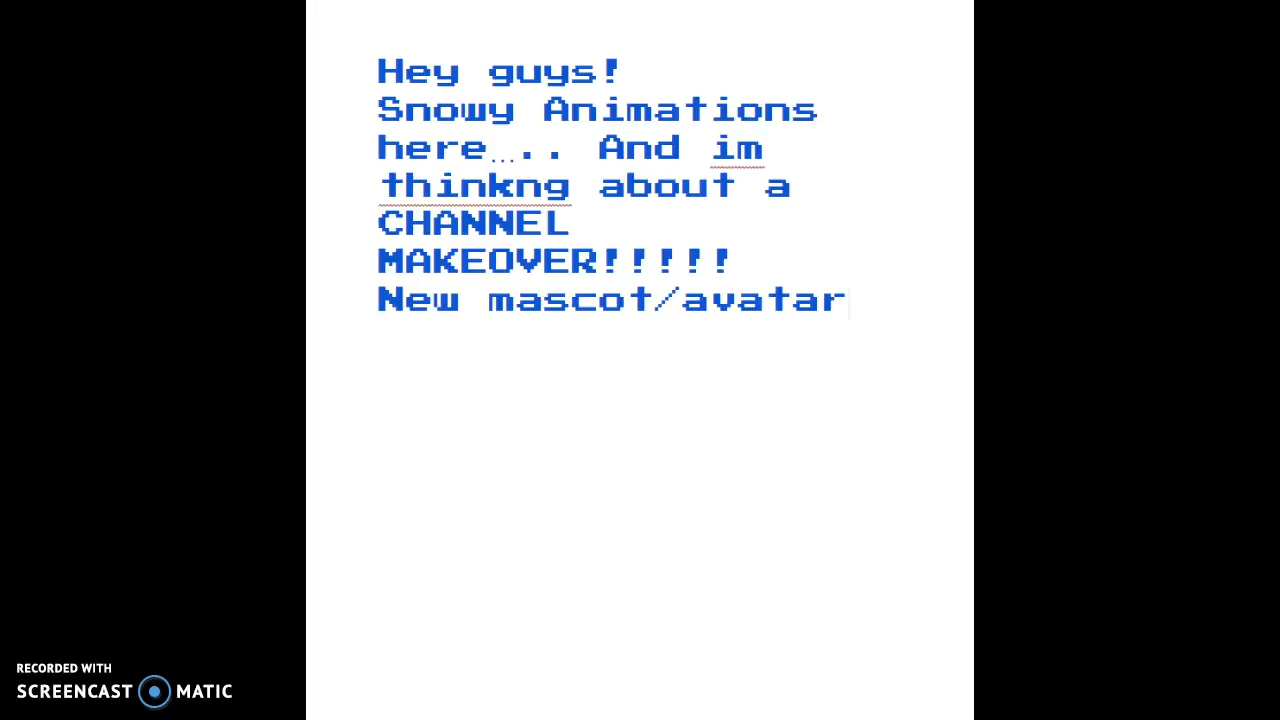 Hey guys!
Snowy Animations
here….. And im
thinkng about a
CHANNEL
MAKEOVER!!!!!
New mascot/avatar
RECORDED WITH
SCREENCAST MATIC